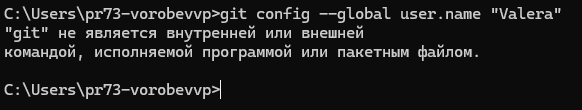 C:\Users\pr73-vorobevvp>git config --global user.name "Valera"
"git" не является внутренней или внешней
командой, исполняемой программой или пакетным файлом.
C:\Users\pr73-vorobevvp>